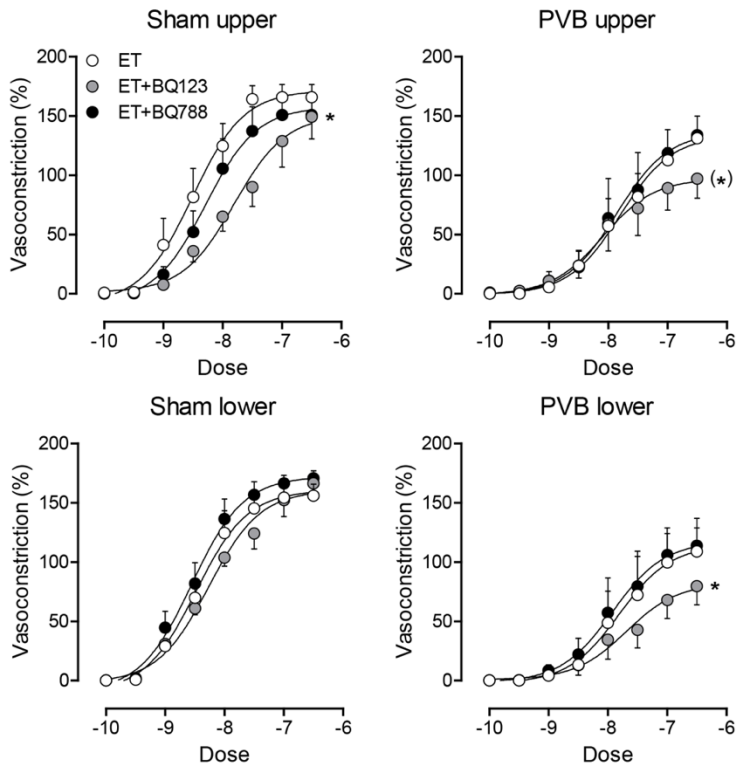 Sham upper
PVB upper
ET
ET+BQ123
ET+BQ788
Vasoconstriction (%)
200
150
100
50
0
*
-10
-9
-8
-7
-6
Dose
Vasoconstriction (%)
200
150
100
50
0
(*)
-10
-9
-8
-7
-6
Dose
Sham lower
PVB lower
Vasoconstriction (%)
200
150
100
50
0
-10
-9
-8
-7
-6
Dose
Vasoconstriction (%)
200
150
100
50
0
*
-10
-9
-8
-7
-6
Dose